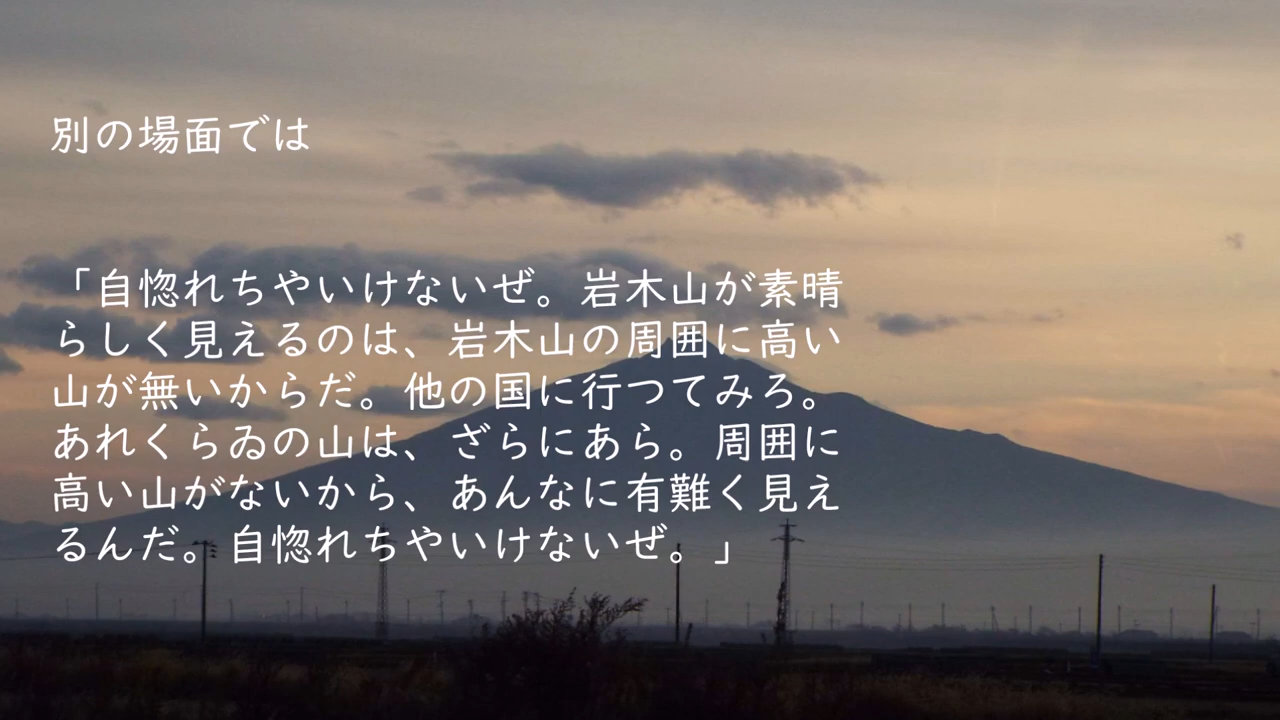 別の場面では
「自惚れちやいけないぜ。岩木山が素晴
らしく見えるのは、岩木山の周囲に高い
山が無いからだ。他の国に行つてみろ。
あれくらゐの山は、ざらにあら。周囲に
高い山がないから、あんなに有難く見え
るんだ。自惚れちやいけないぜ。」